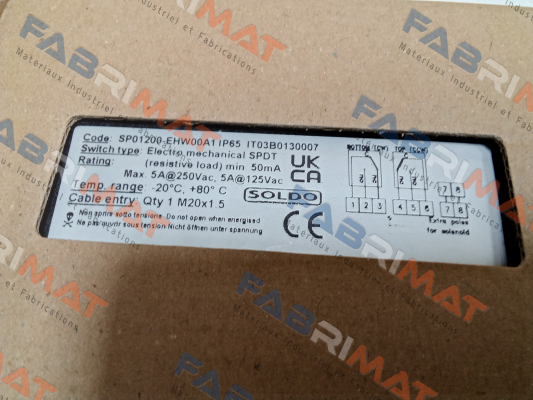 Code: SP01200-EHW00A1 IP65 IT03B0130007
Switch type: Electro mechanical SPDT
Rating: (resistive load) min 50mA
Max. 5A@250Vac, 5A@125Vac
Temp. range -20°C, +80°C
Cable entry: Qty 1 M20x1 5
Non aprire sotto tensione. Do not open when energised
Ne pas ouvrir sous tension Nicht öffnen unter spannung
SOLDO
UK
CA
CE
BOTTOM (CW) TOP (CCW)
1 2 3 4 5 6 7 8
7 8
Extra poles
for solenoid
FABRIMAT
Materiaux Industriel et Fabrications